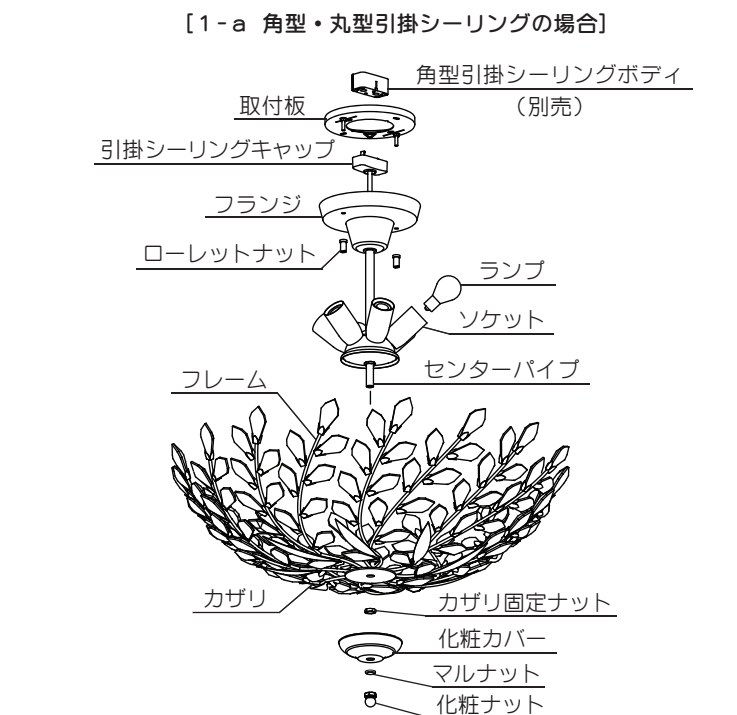 [1-a 角型・丸型引掛シーリングの場合]
角型引掛シーリングボディ
（別売）
取付板
引掛シーリングキャップ
フランジ
ローレットナット
ランプ
ソケット
センターパイプ
フレーム
カザリ
カザリ固定ナット
化粧カバー
マルナット
化粧ナット